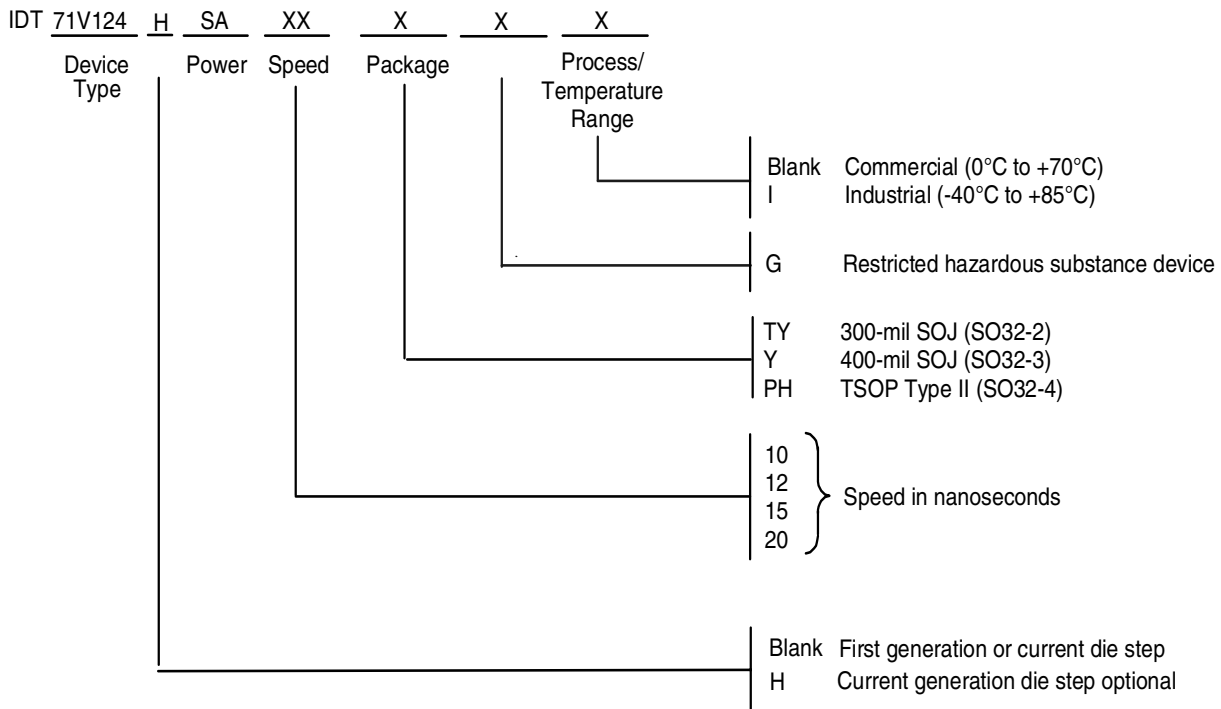 IDT 71V124 H SA XX X X X
Device Type Power Speed Package Process/ Temperature Range
Blank Commercial (0°C to +70°C)
I Industrial (-40°C to +85°C)
G Restricted hazardous substance device
TY 300-mil SOJ (SO32-2)
Y 400-mil SOJ (SO32-3)
PH TSOP Type II (SO32-4)
10
12
15
20
Speed in nanoseconds
Blank First generation or current die step
H Current generation die step optional